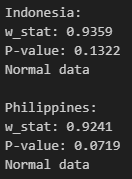 Indonesia:
w_stat: 0.9359
P-value: 0.1322
Normal data

Philippines:
w_stat: 0.9241
P-value: 0.0719
Normal data